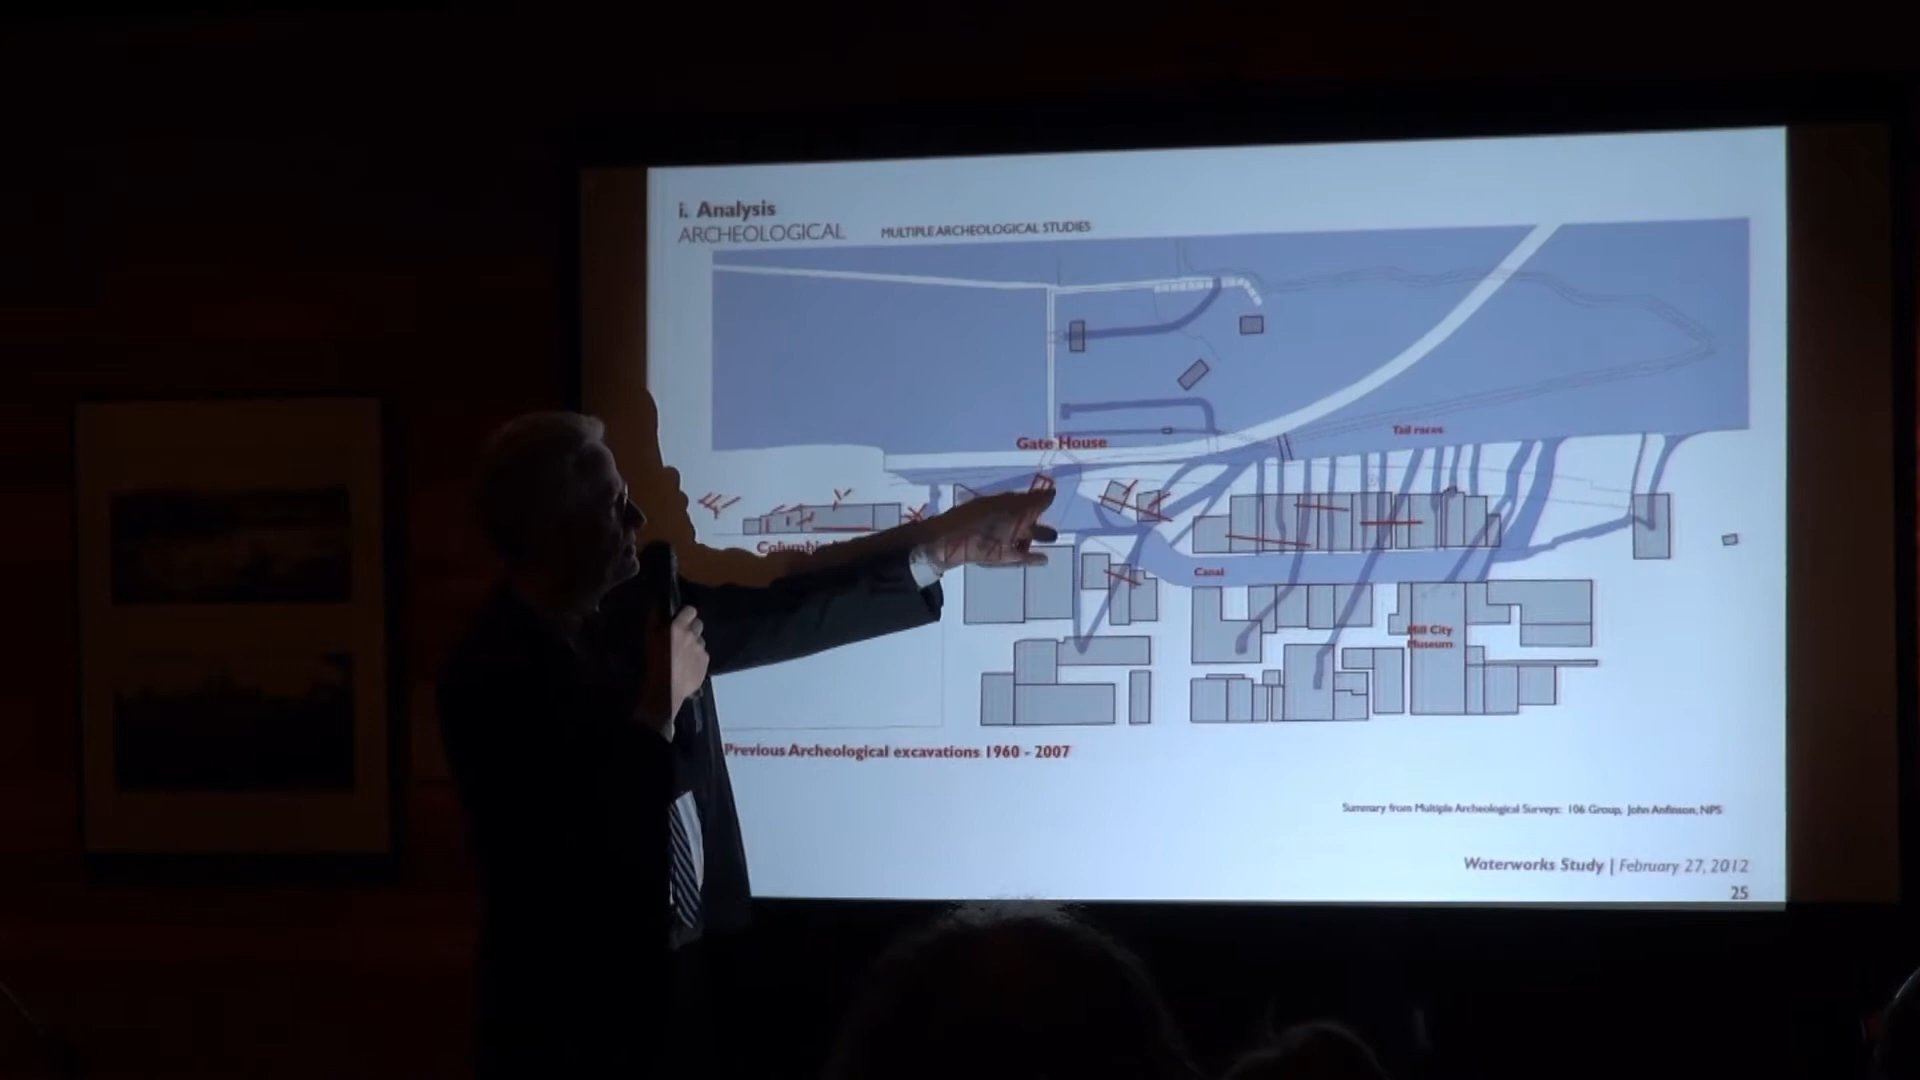 i. Analysis
ARCHEOLOGICAL MULTIPLE ARCHEOLOGICAL STUDIES
Tail races
Gate House
Canal
Mill City
Museum
Previous Archeological excavations 1960 - 2007
Summary from Multiple Archeological Surveys: 106 Group, John Anfinson, NPS
Waterworks Study | February 27, 2012
25